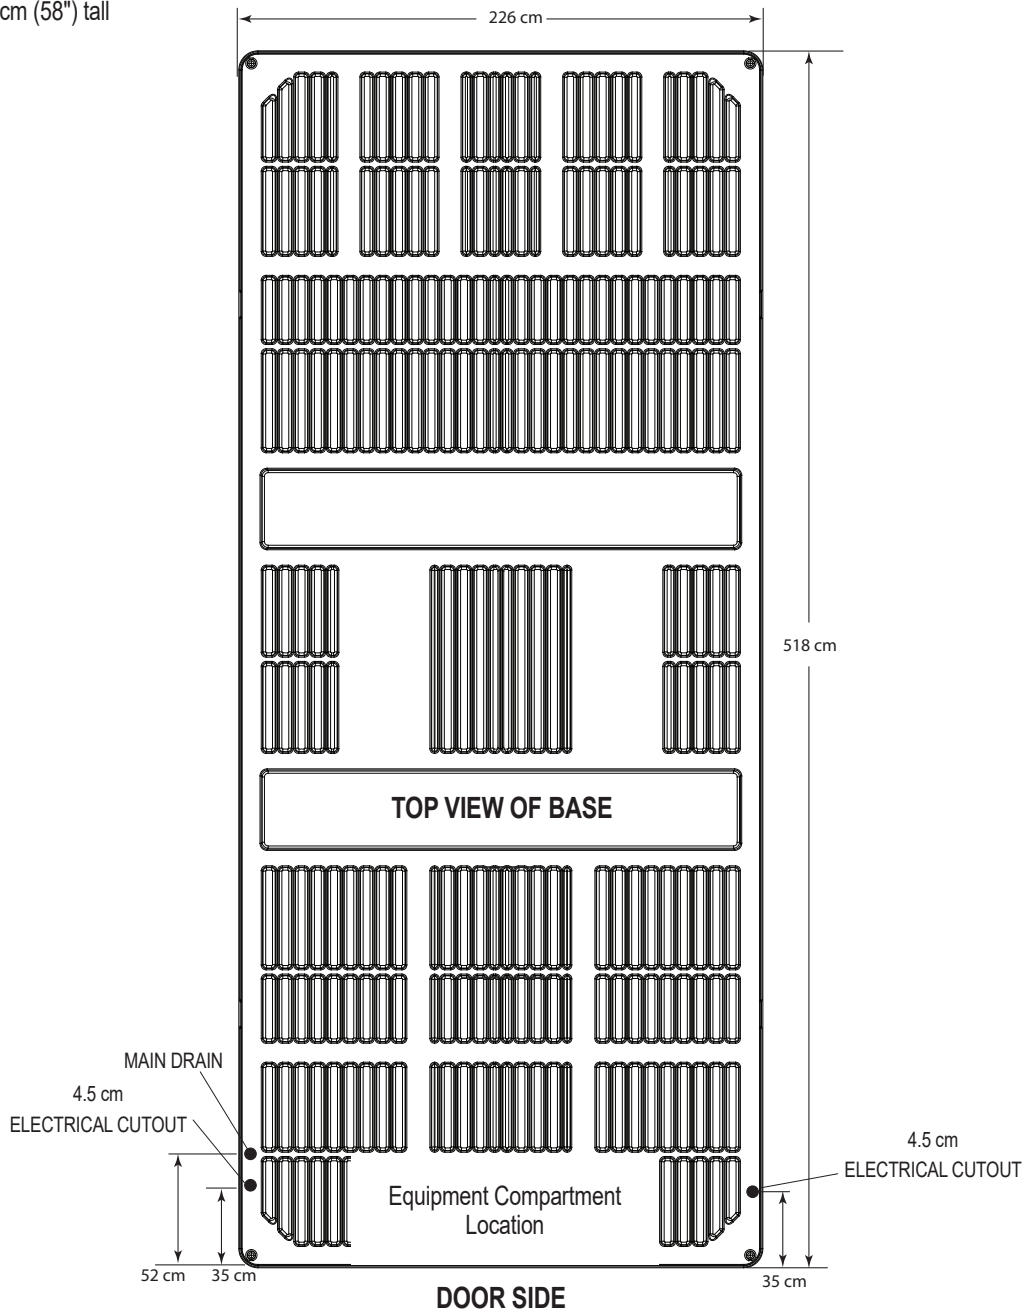 cm (58") tall
226 cm
518 cm
TOP VIEW OF BASE
MAIN DRAIN
4.5 cm
ELECTRICAL CUTOUT
4.5 cm
ELECTRICAL CUTOUT
Equipment Compartment
Location
52 cm
35 cm
35 cm
DOOR SIDE